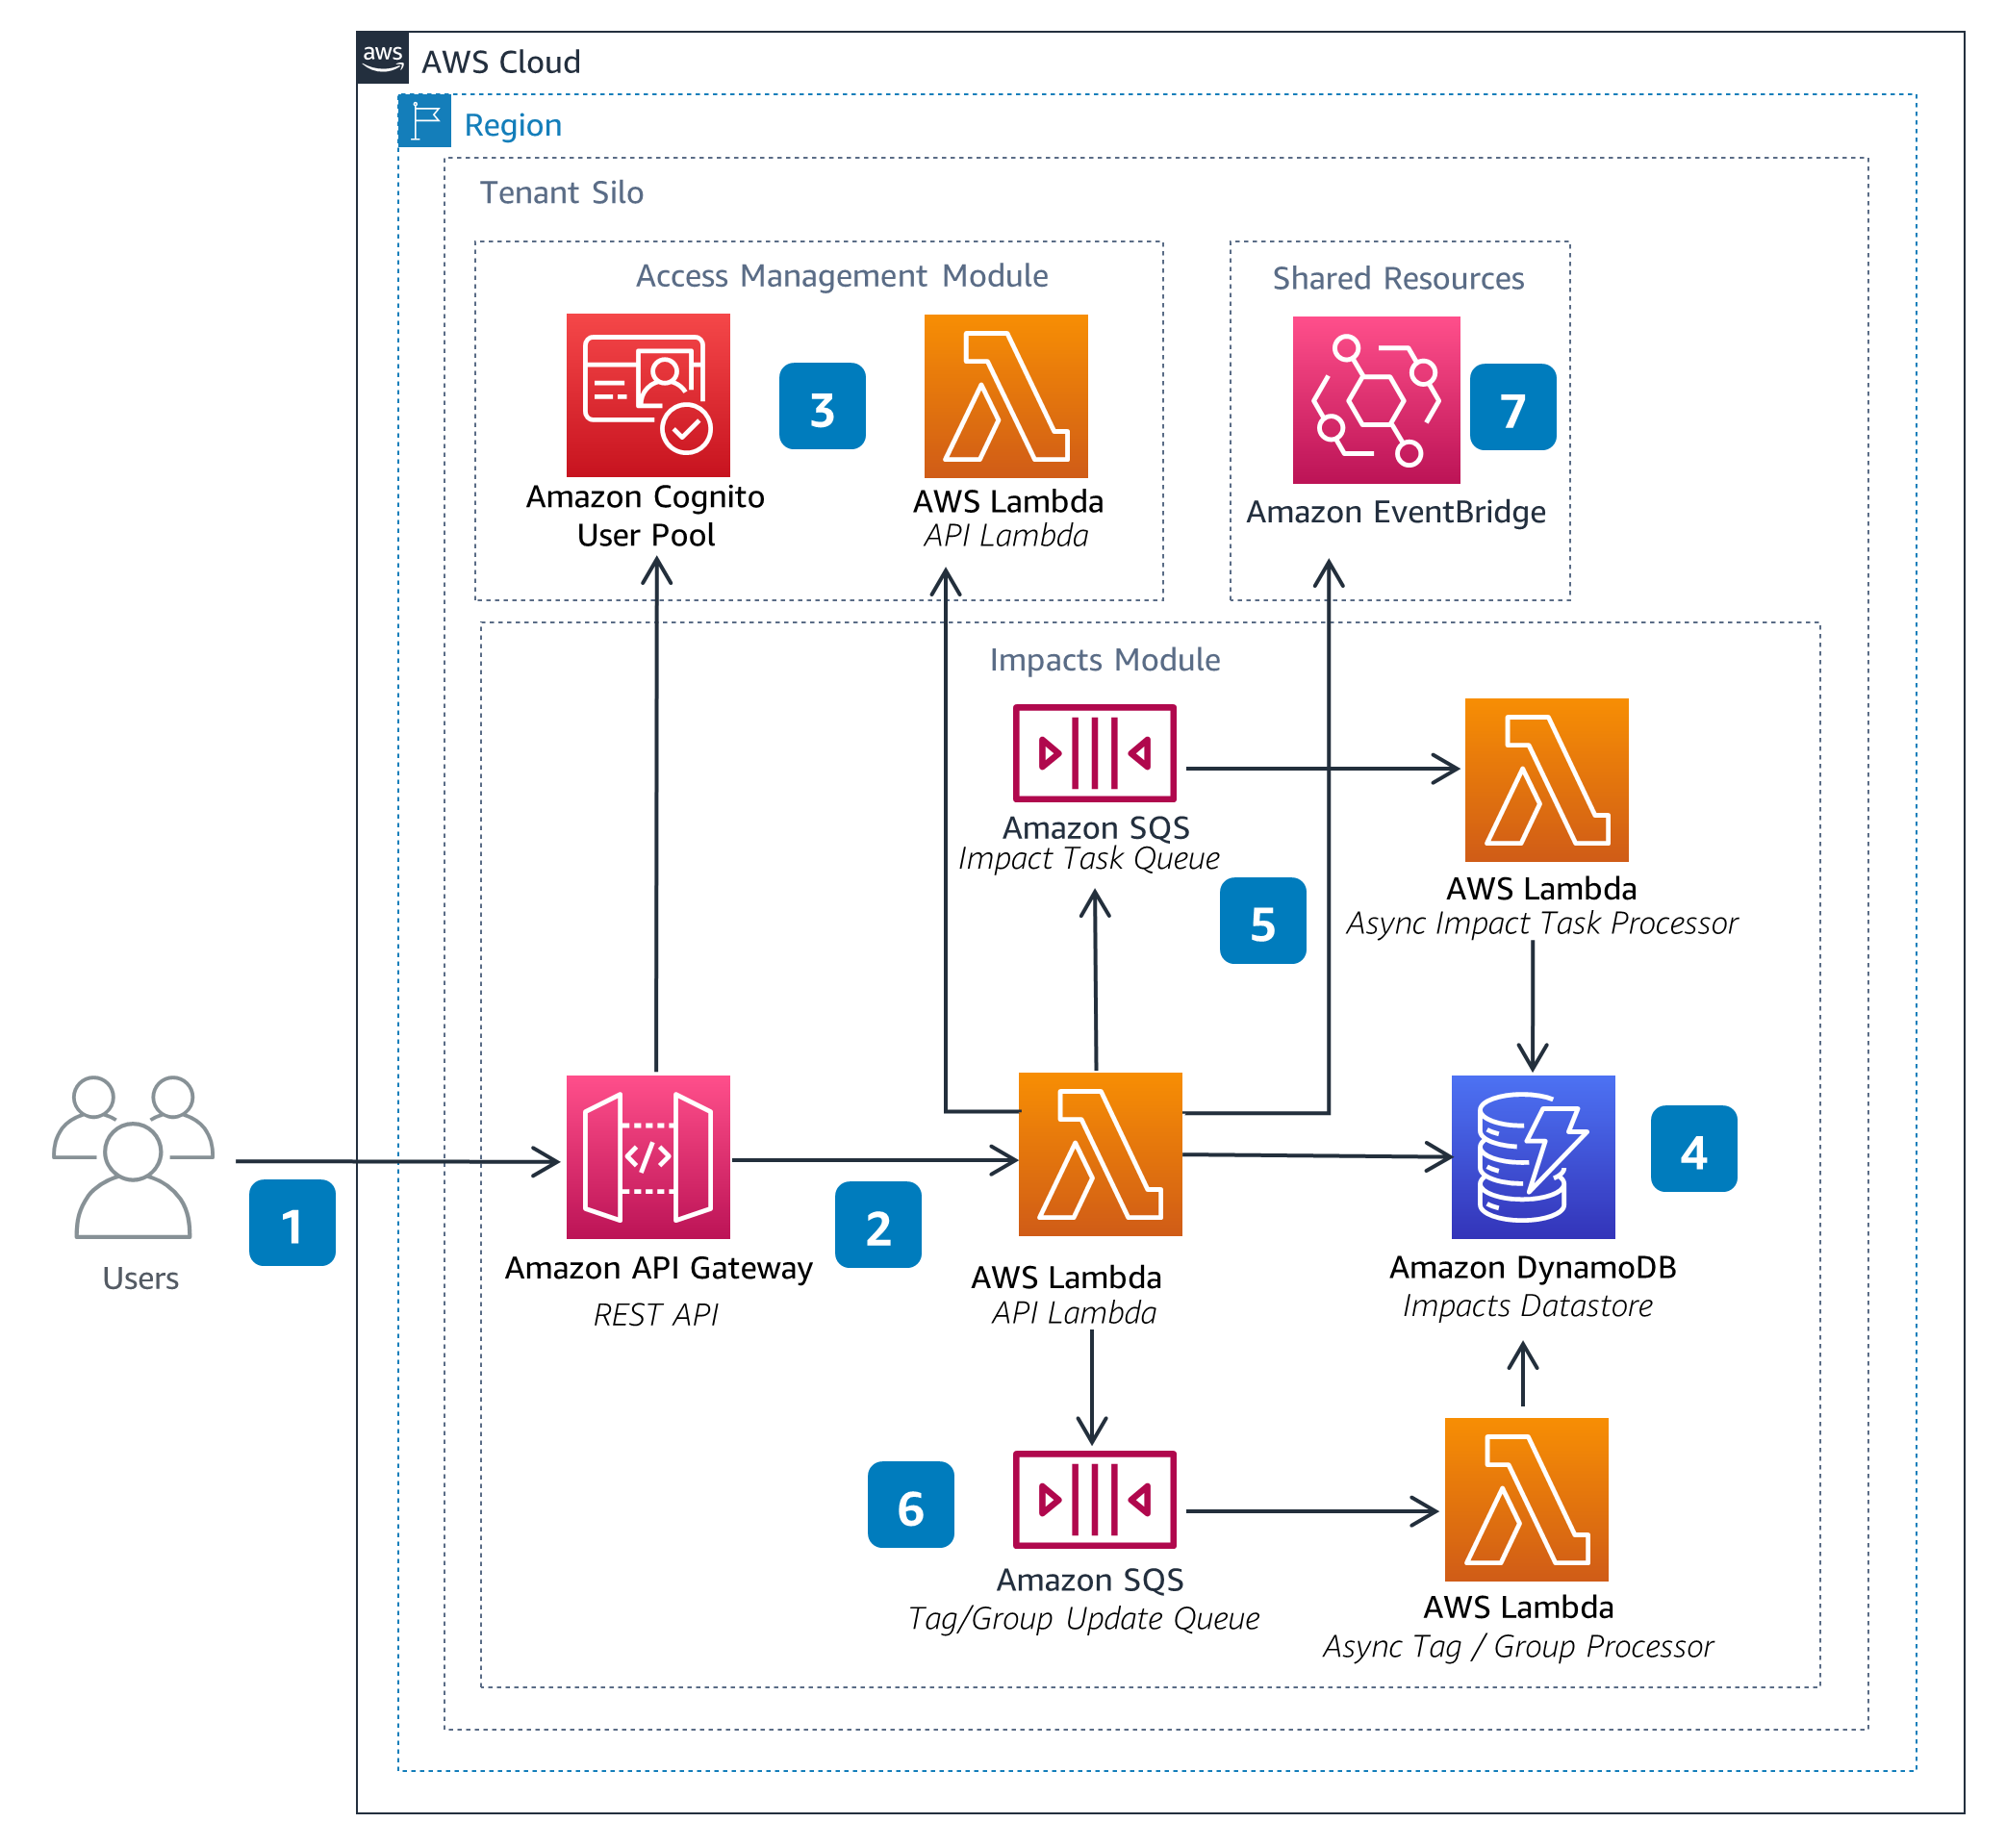 aws
AWS Cloud
Region
Tenant Silo
Access Management Module
Shared Resources
3
7
Amazon Cognito
User Pool
AWS Lambda
API Lambda
Amazon EventBridge
Impacts Module
Amazon SQS
Impact Task Queue
5
AWS Lambda
Async Impact Task Processor
Users
1
Amazon API Gateway
REST API
2
AWS Lambda
API Lambda
4
Amazon DynamoDB
Impacts Datastore
6
Amazon SQS
Tag/Group Update Queue
AWS Lambda
Async Tag / Group Processor